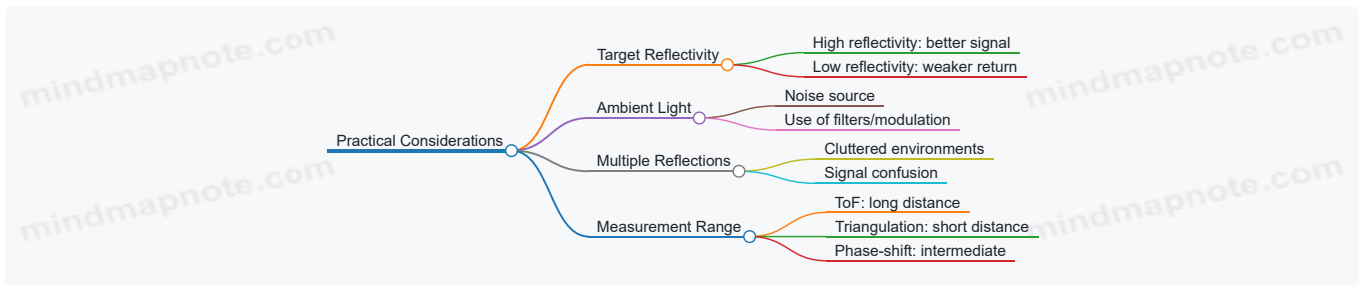 mindmapnote.com
mindmapnote.com
Target Reflectivity
High reflectivity: better signal
Low reflectivity: weaker return
Ambient Light
Noise source
Use of filters/modulation
Practical Considerations
Multiple Reflections
Cluttered environments
Signal confusion
mindmapnote.com
mindmapnote.com
Measurement Range
ToF: long distance
Triangulation: short distance
Phase-shift: intermediate